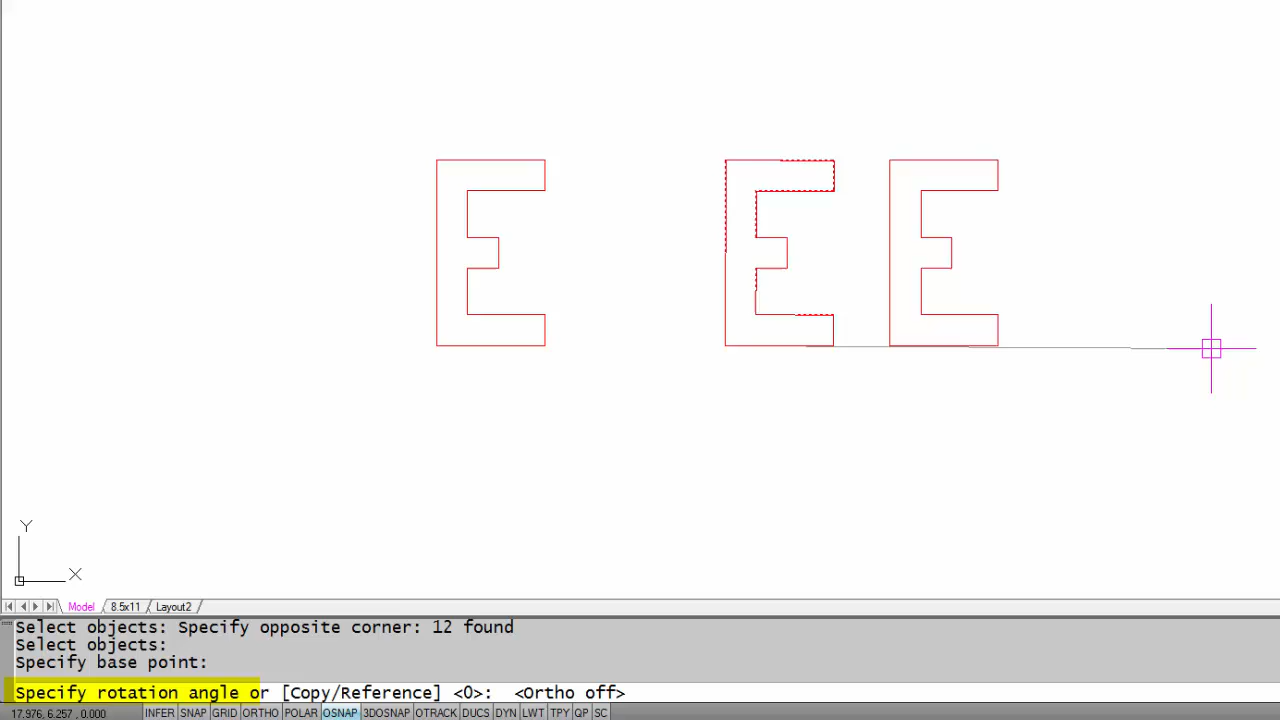 E E E
Y
X
Model 8.5x11 Layout2
Select objects: Specify opposite corner: 12 found
Select objects:
Specify base point:
Specify rotation angle or [Copy/Reference] <0>: <Ortho off>
17.976, 6.257 , 0.000 INFER SNAP GRID ORTHO POLAR OSNAP 3DOSNAP OTRACK DUCS DYN LWT TPY QP SC